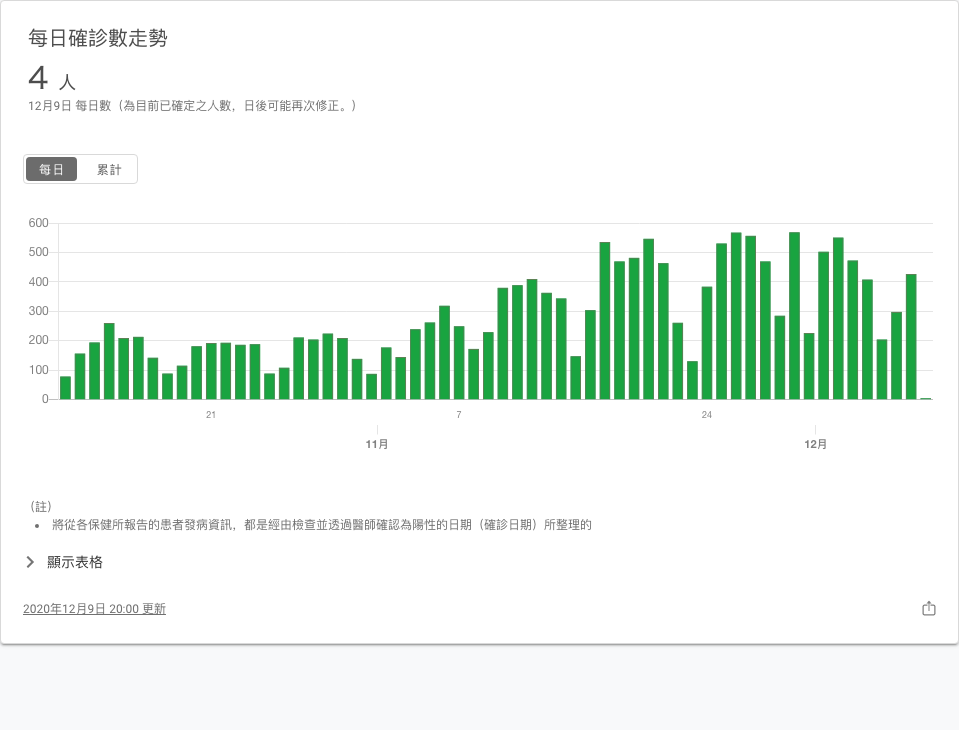 每日確診數走勢
4 人
12月9日 每日數（為目前已確定之人數，日後可能再次修正。）
每日 累計
600
500
400
300
200
100
0
21 7 24
11月 12月
（註）
• 將從各保健所報告的患者發病資訊，都是經由檢查並透過醫師確認為陽性的日期（確診日期）所整理的
顯示表格
2020年12月9日 20:00 更新